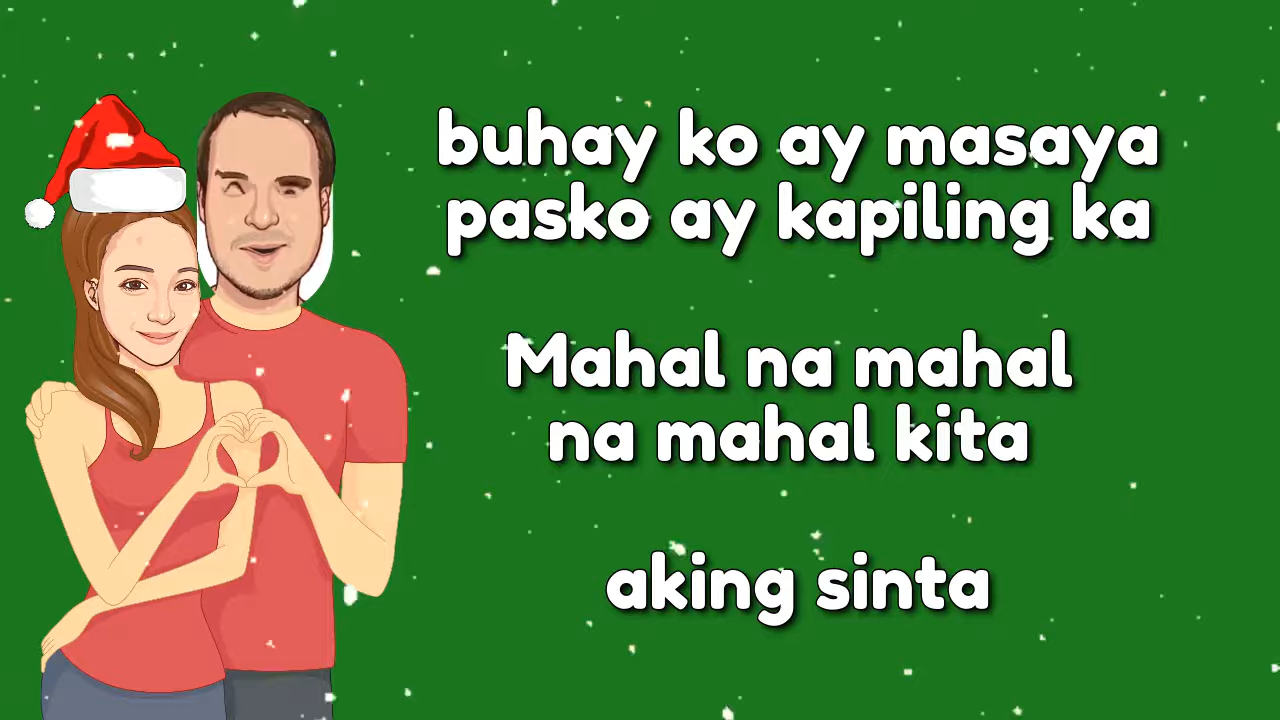 buhay ko ay masaya
pasko ay kapiling ka
Mahal na mahal
na mahal kita
aking sinta